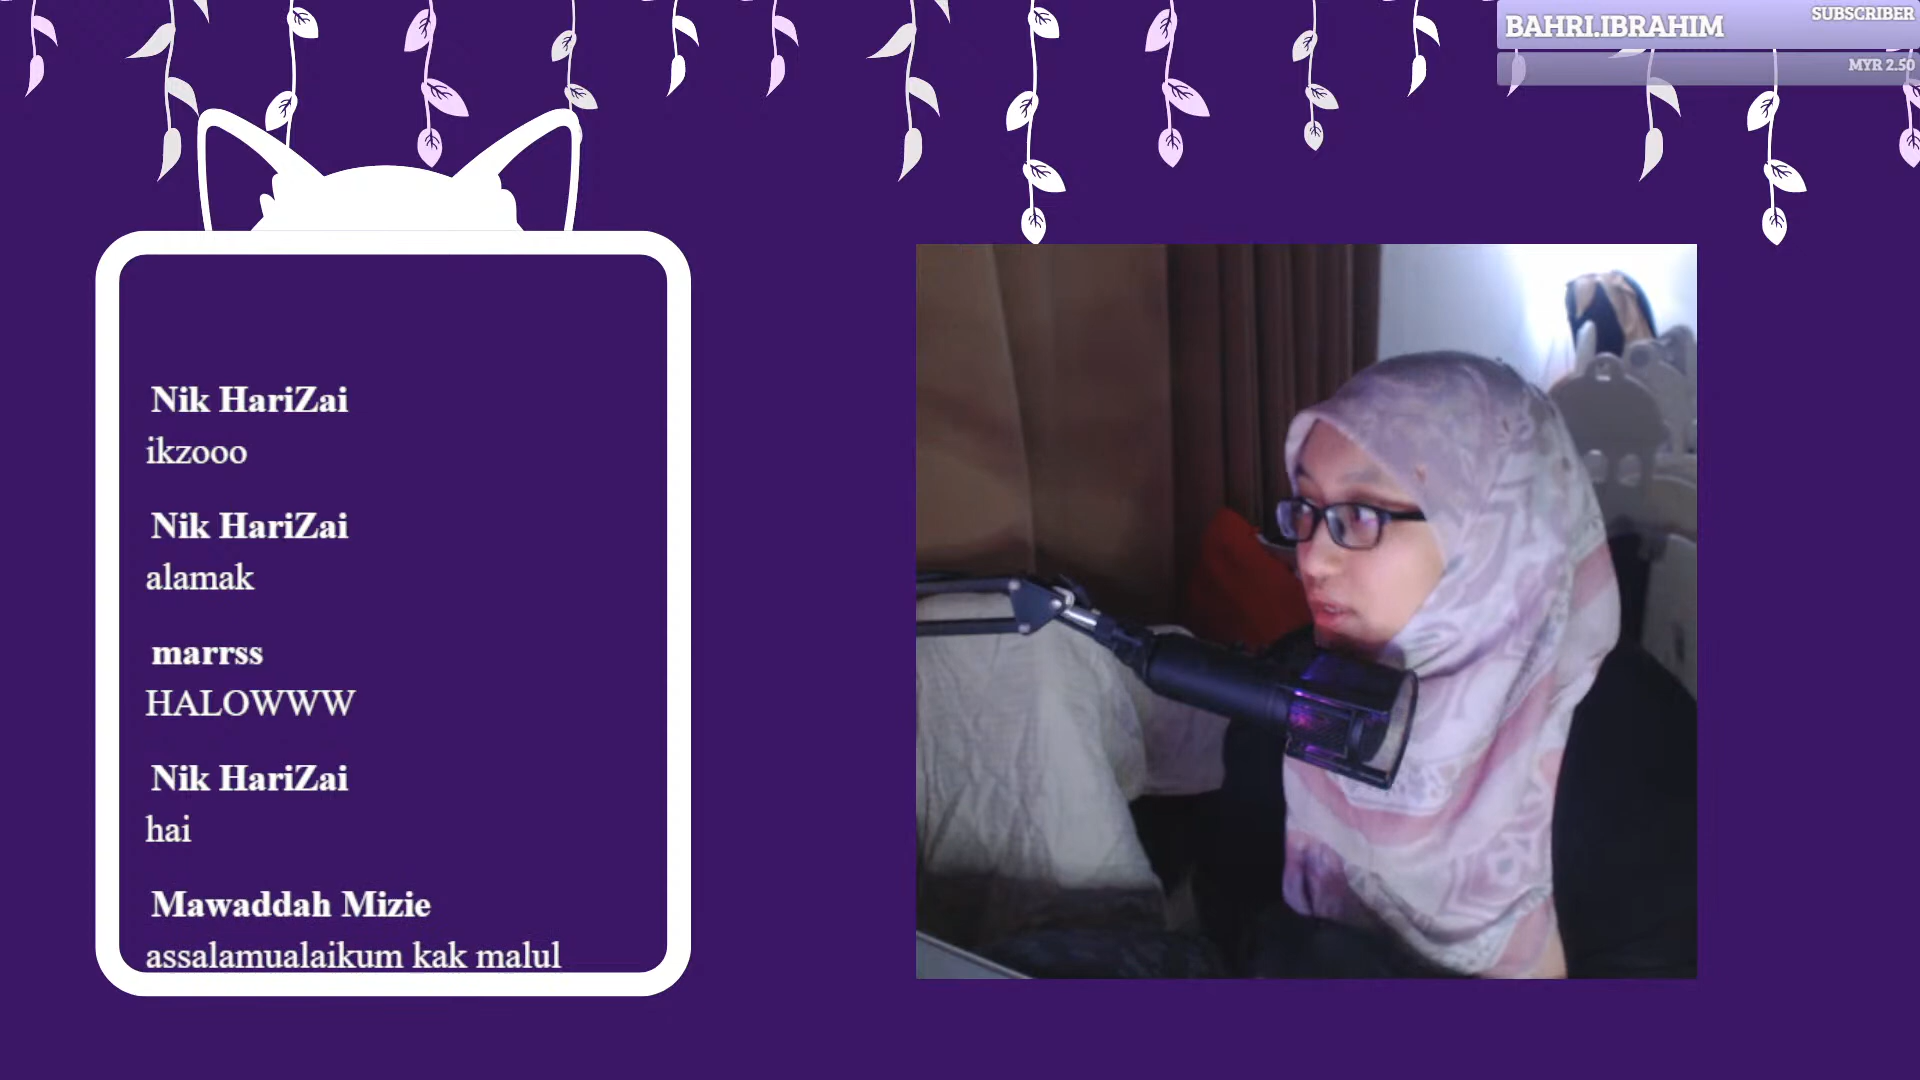 BAHRI.IBRAHIM
SUBSCRIBER
MYR 2.50
Nik HariZai
ikzooo
Nik HariZai
alamak
marrss
HALOWWW
Nik HariZai
hai
Mawaddah Mizie
assalamualaikum kak malul